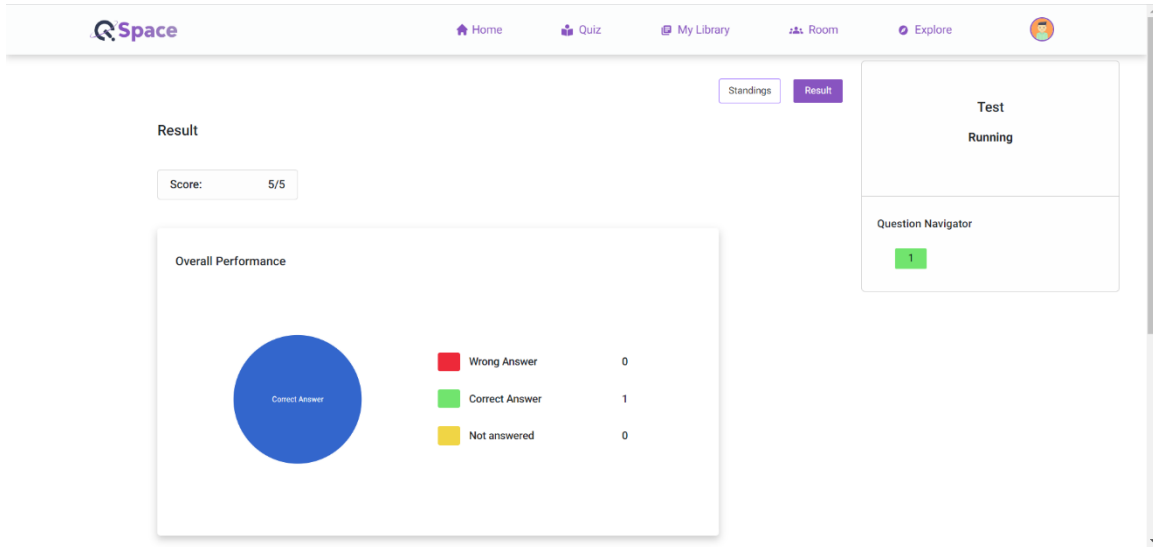 QSpace Home Quiz My Library Room Explore
Standings Result
Test
Result
Running
Score: 5/5
Question Navigator
1
Overall Performance
Wrong Answer 0
Correct Answer
Correct Answer 1
Not answered 0